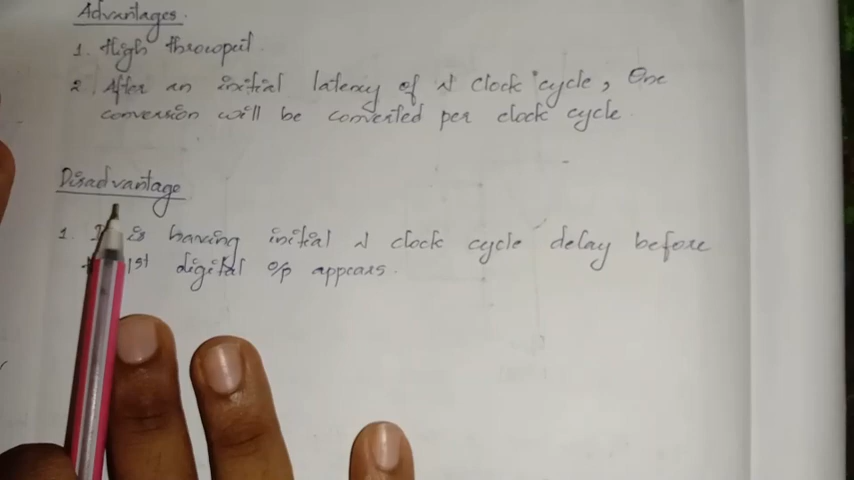 Advantages.
1. High throughput.
2. After an initial latency of N clock cycle, One
conversion will be converted per clock cycle.
Disadvantage
1. is having initial N clock cycle delay before
1st digital o/p appears.